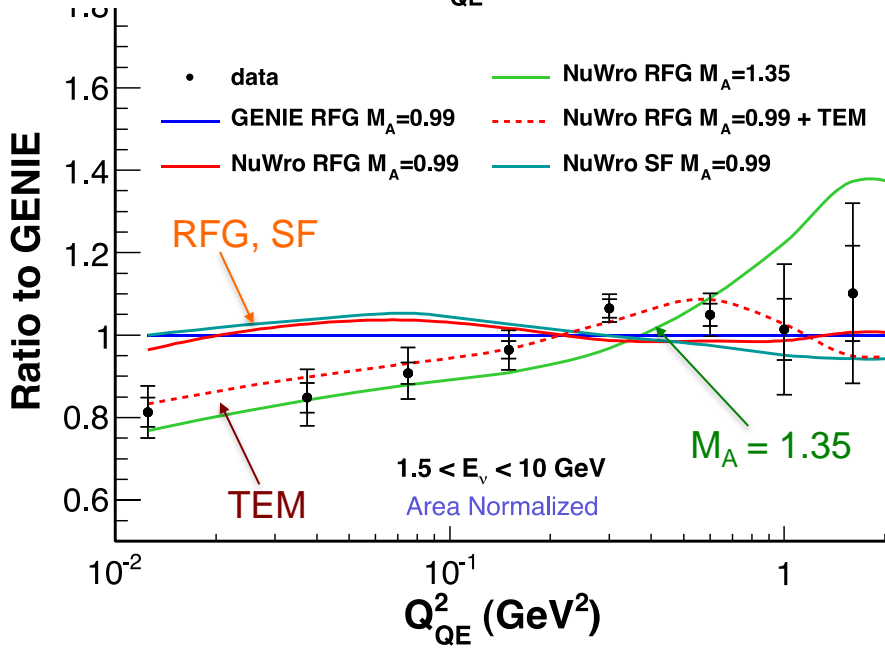 QE
1.8
1.6
1.4
1.2
1
0.8
0.6
Ratio to GENIE
data
GENIE RFG M_A=0.99
NuWro RFG M_A=0.99
NuWro RFG M_A=1.35
NuWro RFG M_A=0.99 + TEM
NuWro SF M_A=0.99
RFG, SF
TEM
M_A = 1.35
1.5 < E_ν < 10 GeV
Area Normalized
10^-2
10^-1
1
Q^2_QE (GeV^2)